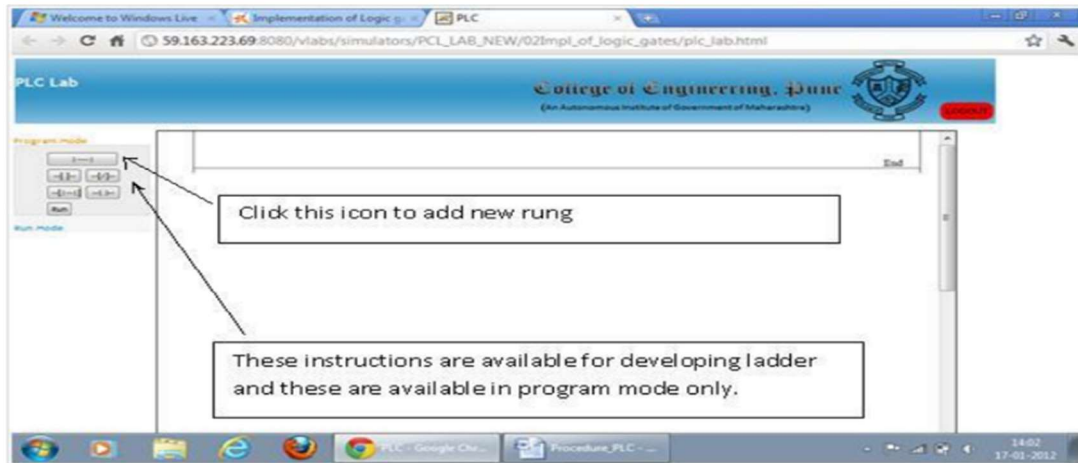 Welcome to Windows Live
Implementation of Logic g
PLC
59.163.223.69:8080/vlabs/simulators/PCL_LAB_NEW/02Impl_of_logic_gates/plc_lab.html
PLC Lab
College of Engineering, Pune
(An Autonomous Institute of Government of Maharashtra)
LOGOUT
Program mode
End
Run
Run Mode
Click this icon to add new rung
These instructions are available for developing ladder
and these are available in program mode only.
PLC - Google Chr...
Procedure_PLC - ...
14:02
17-01-2012